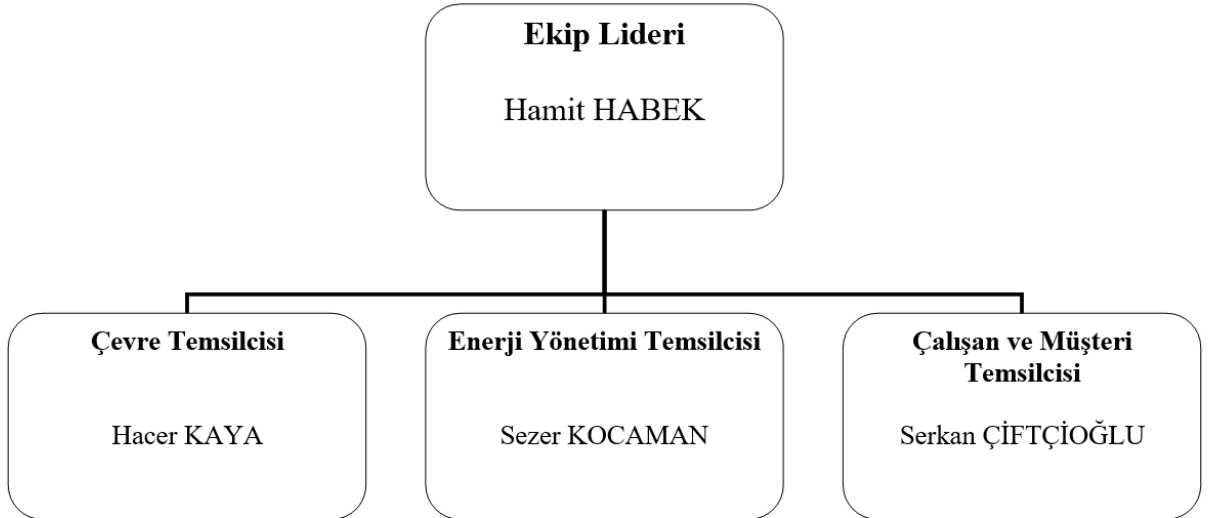 Ekip Lideri
Hamit HABEK
Çevre Temsilcisi
Hacer KAYA
Enerji Yönetimi Temsilcisi
Sezer KOCAMAN
Çalışan ve Müşteri
Temsilcisi
Serkan ÇİFTÇİOĞLU